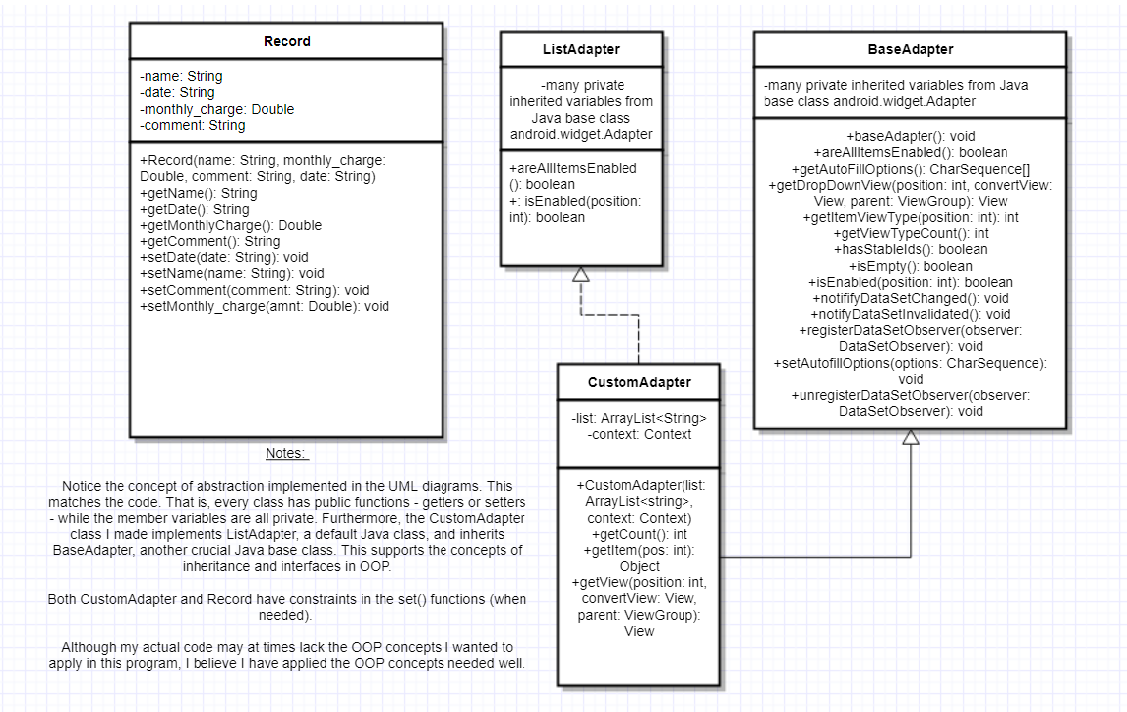 Record
-name: String
-date: String
-monthly_charge: Double
-comment: String
+Record(name: String, monthly_charge:
Double, comment: String, date: String)
+getName(): String
+getDate(): String
+getMonthlyCharge(): Double
+getComment(): String
+setDate(date: String): void
+setName(name: String): void
+setComment(comment: String): void
+setMonthly_charge(amnt: Double): void
ListAdapter
-many private
inherited variables from
Java base class
android.widget.Adapter
+areAllItemsEnabled
(): boolean
+: isEnabled(position:
int): boolean
BaseAdapter
-many private inherited variables from Java
base class android.widget.Adapter
+baseAdapter(): void
+areAllItemsEnabled(): boolean
+getAutoFillOptions(): CharSequence[]
+getDropDownView(position: int, convertView:
View, parent: ViewGroup): View
+getItemViewType(position: int): int
+getViewTypeCount(): int
+hasStableIds(): boolean
+isEmpty(): boolean
+isEnabled(position: int): boolean
+notififyDataSetChanged(): void
+notifyDataSetInvalidated(): void
+registerDataSetObserver(observer:
DataSetObserver): void
+setAutofillOptions(options: CharSequence):
void
+unregisterDataSetObserver(observer:
DataSetObserver): void
CustomAdapter
-list: ArrayList<String>
-context: Context
+CustomAdapter(list:
ArrayList<string>,
context: Context)
+getCount(): int
+getItem(pos: int):
Object
+getView(position: int,
convertView: View,
parent: ViewGroup):
View
Notes:
Notice the concept of abstraction implemented in the UML diagrams. This
matches the code. That is, every class has public functions - getters or setters
- while the member variables are all private. Furthermore, the CustomAdapter
class I made implements ListAdapter, a default Java class, and inherits
BaseAdapter, another crucial Java base class. This supports the concepts of
inheritance and interfaces in OOP.
Both CustomAdapter and Record have constraints in the set() functions (when
needed).
Although my actual code may at times lack the OOP concepts I wanted to
apply in this program, I believe I have applied the OOP concepts needed well.